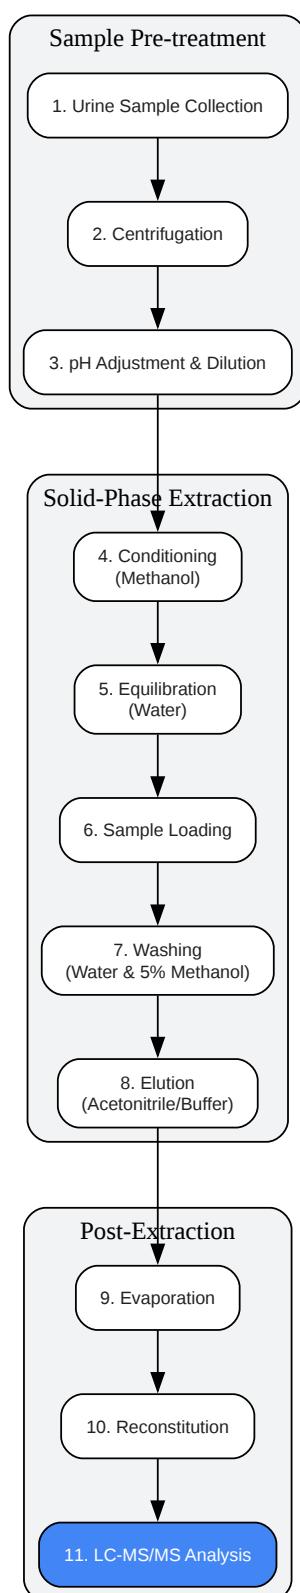 Sample Pre-treatment
1. Urine Sample Collection
2. Centrifugation
3. pH Adjustment & Dilution
Solid-Phase Extraction
4. Conditioning
(Methanol)
5. Equilibration
(Water)
6. Sample Loading
7. Washing
(Water & 5% Methanol)
8. Elution
(Acetonitrile/Buffer)
Post-Extraction
9. Evaporation
10. Reconstitution
11. LC-MS/MS Analysis